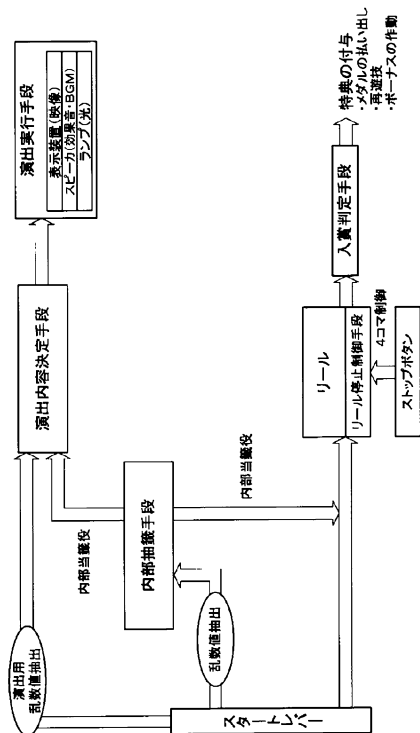 演出用
乱数値抽出
演出内容決定手段
演出実行手段
表示装置(映像)
スピーカ(効果音・BGM)
ランプ(光)
内部当籤役
内部抽籤手段
内部当籤役
乱数値抽出
スタートレバー
リール
リール停止制御手段
4コマ制御
ストップボタン
入賞判定手段
特典の付与
・メダルの払い出し
・再遊技
・ボーナスの作動